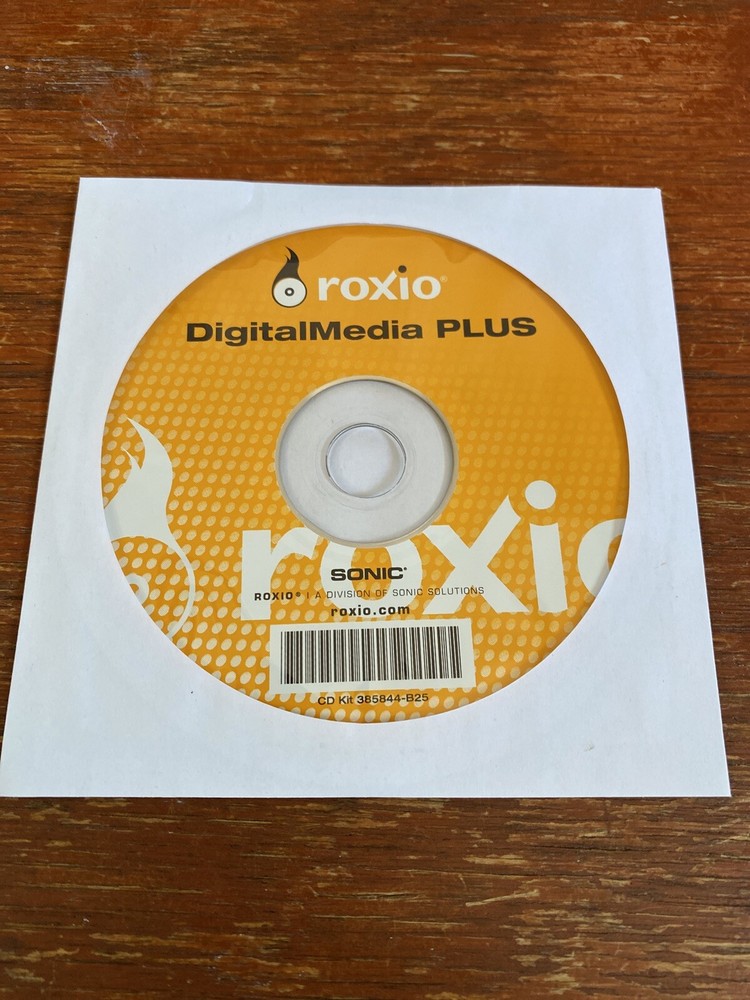 roxio®
DigitalMedia PLUS
roxio
SONIC®
ROXIO® | A DIVISION OF SONIC SOLUTIONS
roxio.com
CD Kit 385844-B25